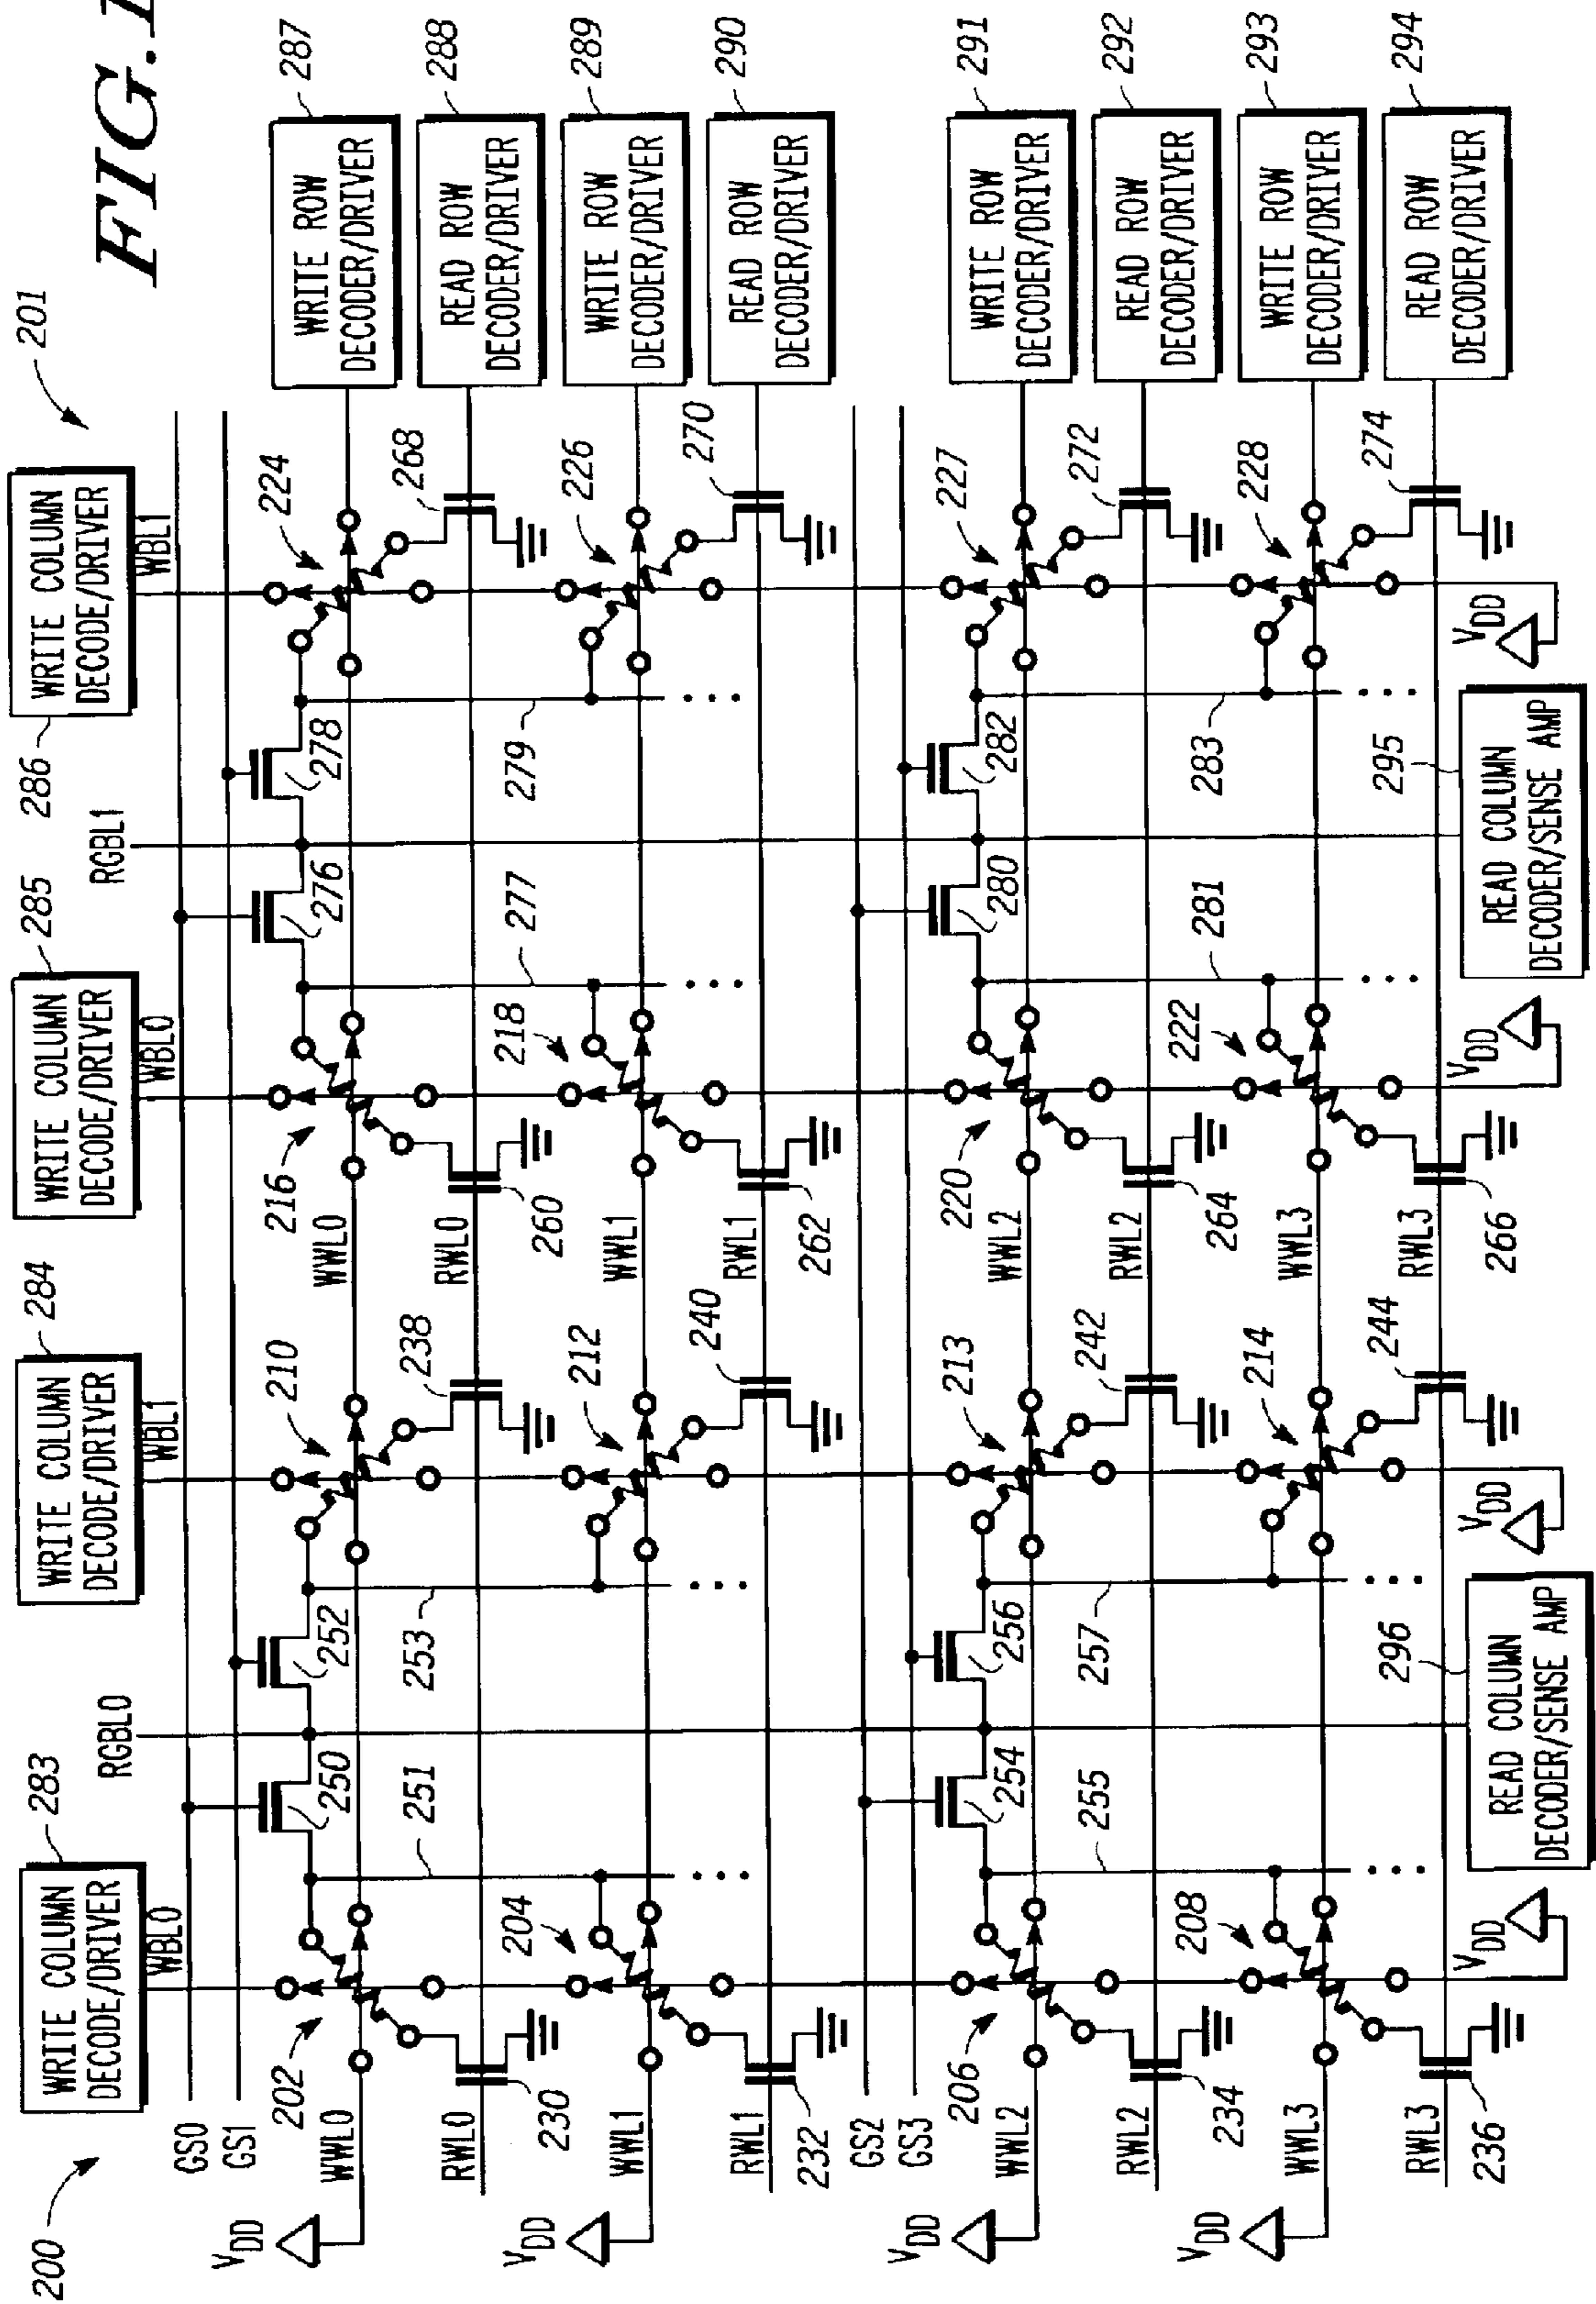 FIG.1
200
201
283
WRITE COLUMN
DECODE/DRIVER
WBL0
RGBL0
284
WRITE COLUMN
DECODE/DRIVER
WBL1
285
WRITE COLUMN
DECODE/DRIVER
WBL0
RGBL1
286
WRITE COLUMN
DECODE/DRIVER
WBL1
GS0
GS1
VDD
202
WWL0
250
252
210
216
WWL0
276
278
224
WRITE ROW
DECODER/DRIVER
287
RWL0
230
251
253
238
RWL0
260
277
279
268
READ ROW
DECODER/DRIVER
288
VDD
WWL1
204
212
WWL1
218
226
WRITE ROW
DECODER/DRIVER
289
RWL1
232
240
RWL1
262
270
READ ROW
DECODER/DRIVER
290
GS2
GS3
VDD
206
WWL2
254
256
213
220
WWL2
280
282
227
WRITE ROW
DECODER/DRIVER
291
RWL2
234
255
257
242
RWL2
264
281
283
272
READ ROW
DECODER/DRIVER
292
VDD
WWL3
208
214
WWL3
222
228
WRITE ROW
DECODER/DRIVER
293
RWL3
236
244
RWL3
266
274
READ ROW
DECODER/DRIVER
294
VDD
296
READ COLUMN
DECODER/SENSE AMP
VDD
VDD
295
READ COLUMN
DECODER/SENSE AMP
VDD